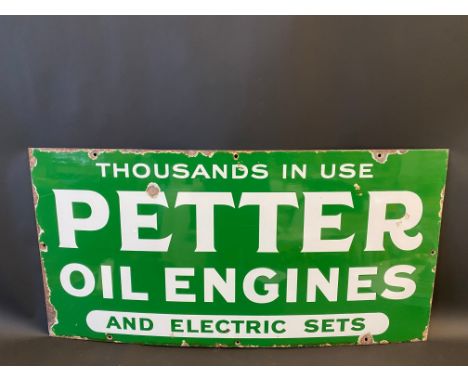 THOUSANDS IN USE
PETTER
OIL ENGINES
AND ELECTRIC SETS